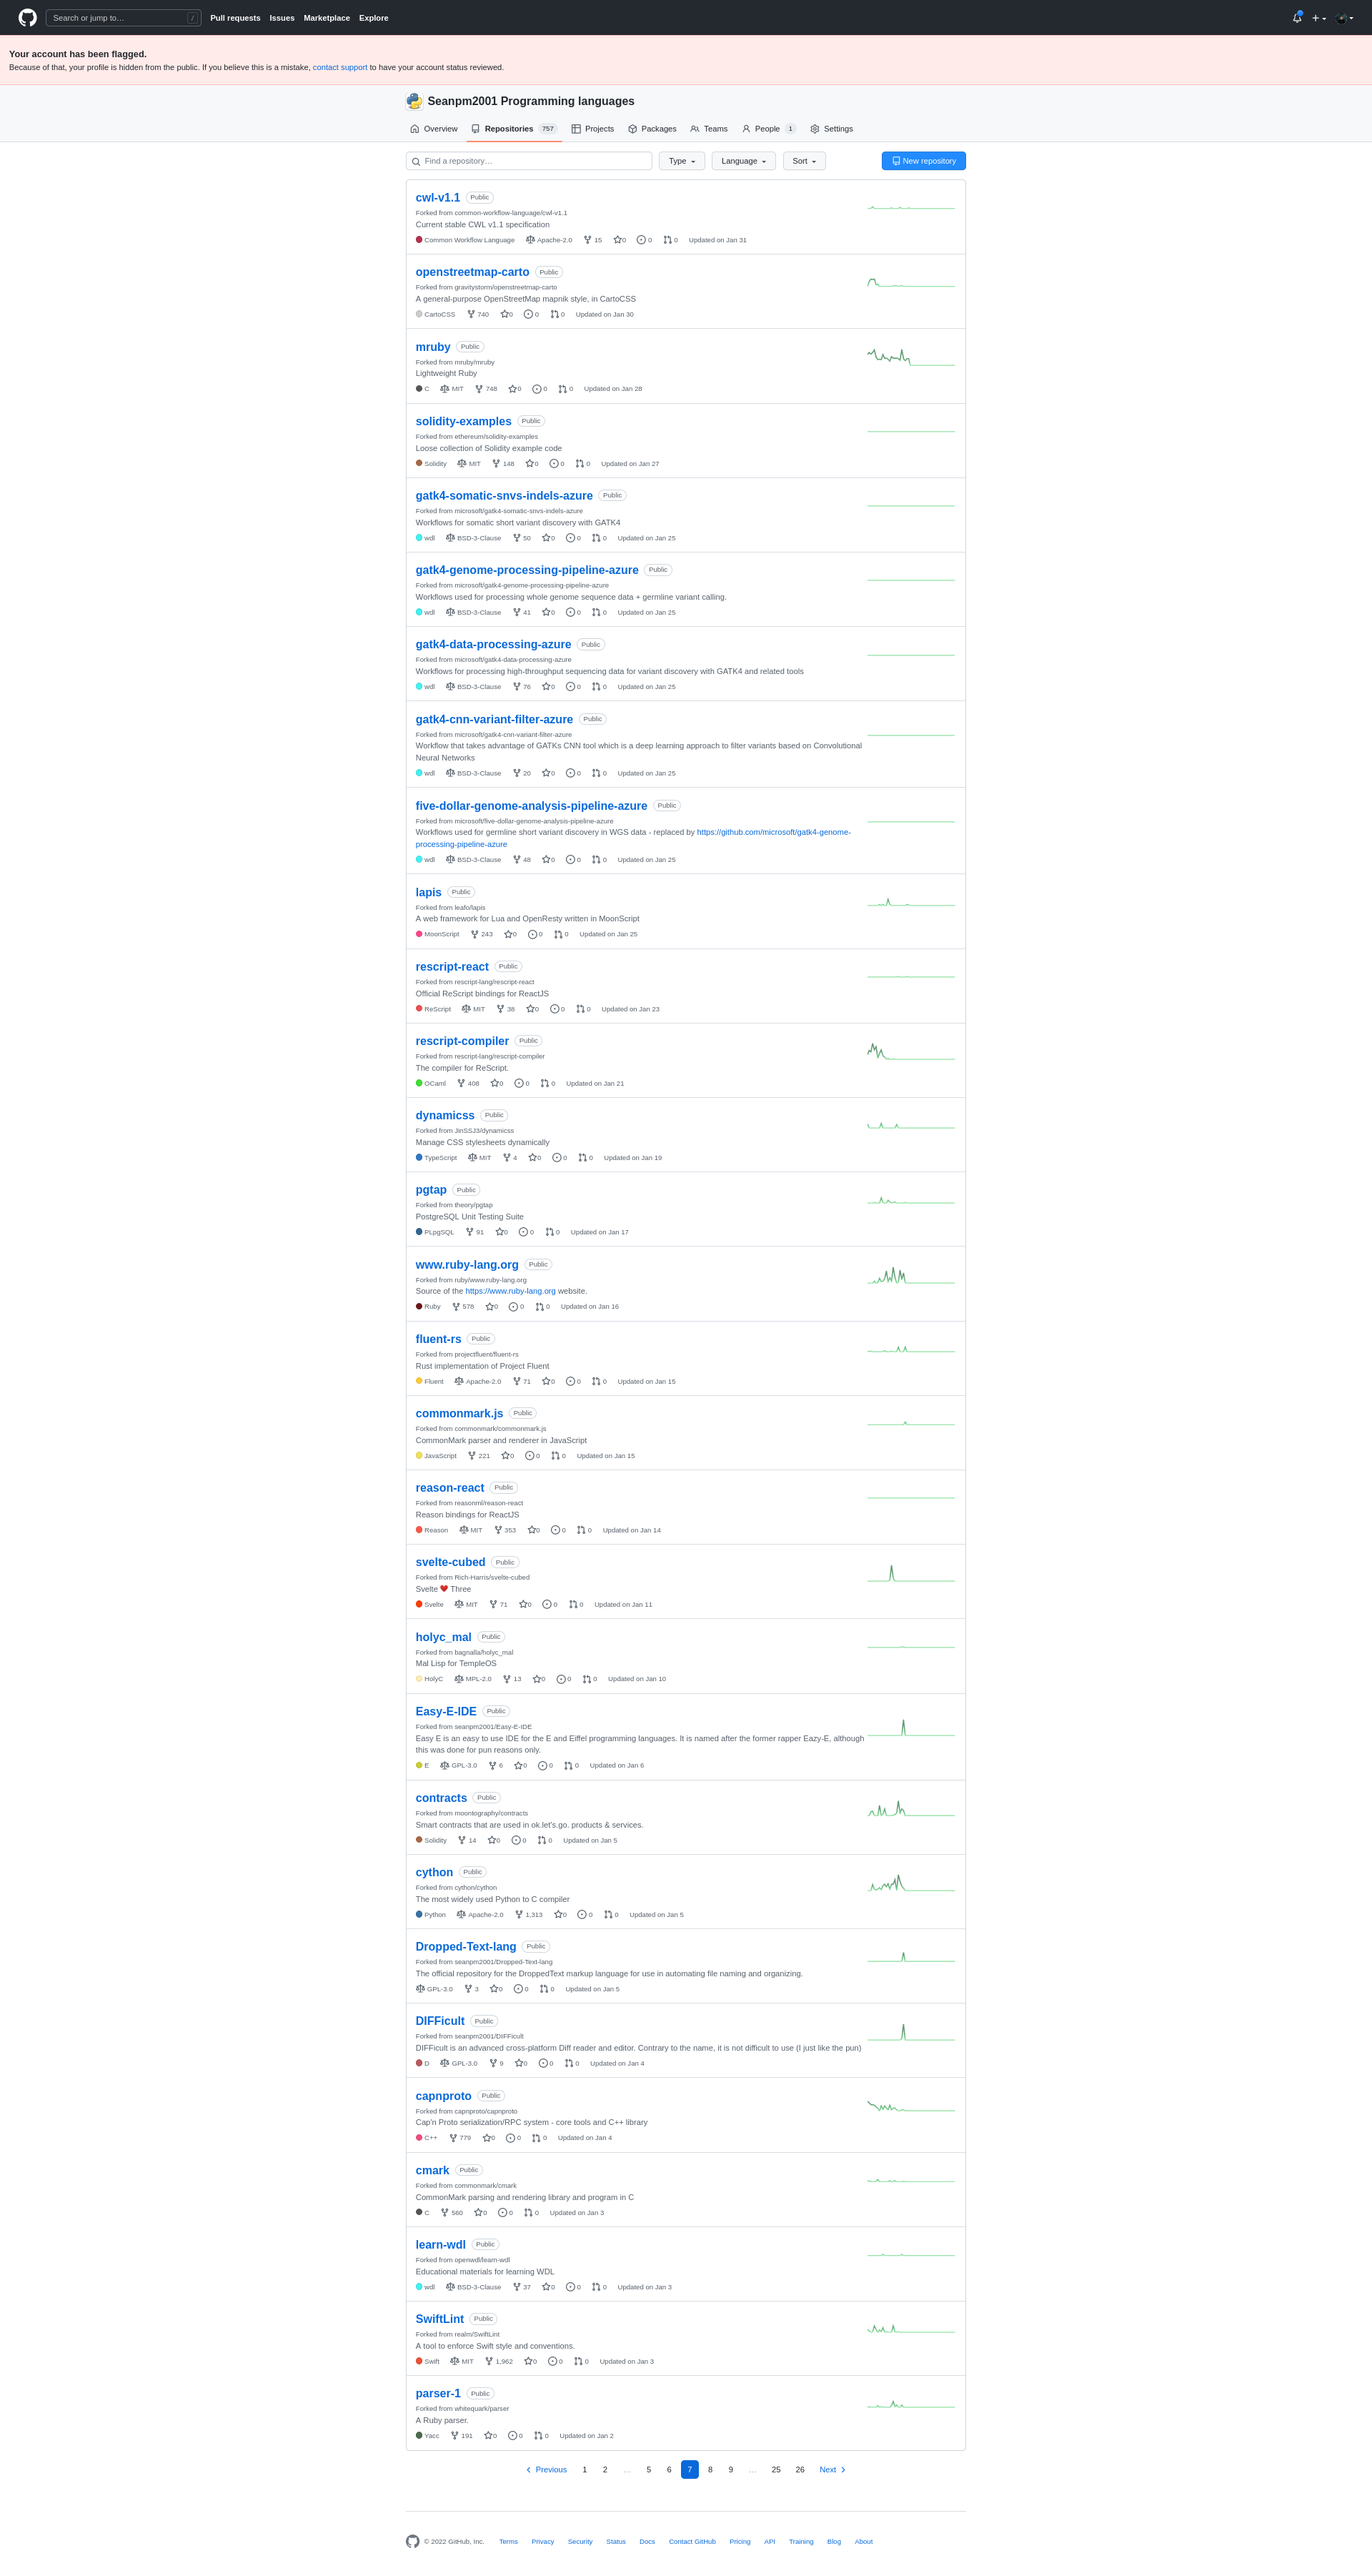 Search or jump to… /
Pull requests Issues Marketplace Explore
Your account has been flagged.
Because of that, your profile is hidden from the public. If you believe this is a mistake, contact support to have your account status reviewed.
Seanpm2001 Programming languages
Overview Repositories 757 Projects Packages Teams People 1 Settings
Find a repository… Type Language Sort New repository
cwl-v1.1 Public
Forked from common-workflow-language/cwl-v1.1
Current stable CWL v1.1 specification
Common Workflow Language Apache-2.0 15 0 0 0 Updated on Jan 31
openstreetmap-carto Public
Forked from gravitystorm/openstreetmap-carto
A general-purpose OpenStreetMap mapnik style, in CartoCSS
CartoCSS 740 0 0 0 Updated on Jan 30
mruby Public
Forked from mruby/mruby
Lightweight Ruby
C MIT 748 0 0 0 Updated on Jan 28
solidity-examples Public
Forked from ethereum/solidity-examples
Loose collection of Solidity example code
Solidity MIT 148 0 0 0 Updated on Jan 27
gatk4-somatic-snvs-indels-azure Public
Forked from microsoft/gatk4-somatic-snvs-indels-azure
Workflows for somatic short variant discovery with GATK4
wdl BSD-3-Clause 50 0 0 0 Updated on Jan 25
gatk4-genome-processing-pipeline-azure Public
Forked from microsoft/gatk4-genome-processing-pipeline-azure
Workflows used for processing whole genome sequence data + germline variant calling.
wdl BSD-3-Clause 41 0 0 0 Updated on Jan 25
gatk4-data-processing-azure Public
Forked from microsoft/gatk4-data-processing-azure
Workflows for processing high-throughput sequencing data for variant discovery with GATK4 and related tools
wdl BSD-3-Clause 76 0 0 0 Updated on Jan 25
gatk4-cnn-variant-filter-azure Public
Forked from microsoft/gatk4-cnn-variant-filter-azure
Workflow that takes advantage of GATKs CNN tool which is a deep learning approach to filter variants based on Convolutional
Neural Networks
wdl BSD-3-Clause 20 0 0 0 Updated on Jan 25
five-dollar-genome-analysis-pipeline-azure Public
Forked from microsoft/five-dollar-genome-analysis-pipeline-azure
Workflows used for germline short variant discovery in WGS data - replaced by https://github.com/microsoft/gatk4-genome-
processing-pipeline-azure
wdl BSD-3-Clause 48 0 0 0 Updated on Jan 25
lapis Public
Forked from leafo/lapis
A web framework for Lua and OpenResty written in MoonScript
MoonScript 243 0 0 0 Updated on Jan 25
rescript-react Public
Forked from rescript-lang/rescript-react
Official ReScript bindings for ReactJS
ReScript MIT 38 0 0 0 Updated on Jan 23
rescript-compiler Public
Forked from rescript-lang/rescript-compiler
The compiler for ReScript.
OCaml 408 0 0 0 Updated on Jan 21
dynamicss Public
Forked from JinSSJ3/dynamicss
Manage CSS stylesheets dynamically
TypeScript MIT 4 0 0 0 Updated on Jan 19
pgtap Public
Forked from theory/pgtap
PostgreSQL Unit Testing Suite
PLpgSQL 91 0 0 0 Updated on Jan 17
www.ruby-lang.org Public
Forked from ruby/www.ruby-lang.org
Source of the https://www.ruby-lang.org website.
Ruby 578 0 0 0 Updated on Jan 16
fluent-rs Public
Forked from projectfluent/fluent-rs
Rust implementation of Project Fluent
Fluent Apache-2.0 71 0 0 0 Updated on Jan 15
commonmark.js Public
Forked from commonmark/commonmark.js
CommonMark parser and renderer in JavaScript
JavaScript 221 0 0 0 Updated on Jan 15
reason-react Public
Forked from reasonml/reason-react
Reason bindings for ReactJS
Reason MIT 353 0 0 0 Updated on Jan 14
svelte-cubed Public
Forked from Rich-Harris/svelte-cubed
Svelte ❤️ Three
Svelte MIT 71 0 0 0 Updated on Jan 11
holyc_mal Public
Forked from bagnalla/holyc_mal
Mal Lisp for TempleOS
HolyC MPL-2.0 13 0 0 0 Updated on Jan 10
Easy-E-IDE Public
Forked from seanpm2001/Easy-E-IDE
Easy E is an easy to use IDE for the E and Eiffel programming languages. It is named after the former rapper Eazy-E, although
this was done for pun reasons only.
E GPL-3.0 6 0 0 0 Updated on Jan 6
contracts Public
Forked from moontography/contracts
Smart contracts that are used in ok.let's.go. products & services.
Solidity 14 0 0 0 Updated on Jan 5
cython Public
Forked from cython/cython
The most widely used Python to C compiler
Python Apache-2.0 1,313 0 0 0 Updated on Jan 5
Dropped-Text-lang Public
Forked from seanpm2001/Dropped-Text-lang
The official repository for the DroppedText markup language for use in automating file naming and organizing.
GPL-3.0 3 0 0 0 Updated on Jan 5
DIFFicult Public
Forked from seanpm2001/DIFFicult
DIFFicult is an advanced cross-platform Diff reader and editor. Contrary to the name, it is not difficult to use (I just like the pun)
D GPL-3.0 9 0 0 0 Updated on Jan 4
capnproto Public
Forked from capnproto/capnproto
Cap'n Proto serialization/RPC system - core tools and C++ library
C++ 779 0 0 0 Updated on Jan 4
cmark Public
Forked from commonmark/cmark
CommonMark parsing and rendering library and program in C
C 560 0 0 0 Updated on Jan 3
learn-wdl Public
Forked from openwdl/learn-wdl
Educational materials for learning WDL
wdl BSD-3-Clause 37 0 0 0 Updated on Jan 3
SwiftLint Public
Forked from realm/SwiftLint
A tool to enforce Swift style and conventions.
Swift MIT 1,962 0 0 0 Updated on Jan 3
parser-1 Public
Forked from whitequark/parser
A Ruby parser.
Yacc 191 0 0 0 Updated on Jan 2
Previous 1 2 … 5 6 7 8 9 … 25 26 Next
© 2022 GitHub, Inc. Terms Privacy Security Status Docs Contact GitHub Pricing API Training Blog About